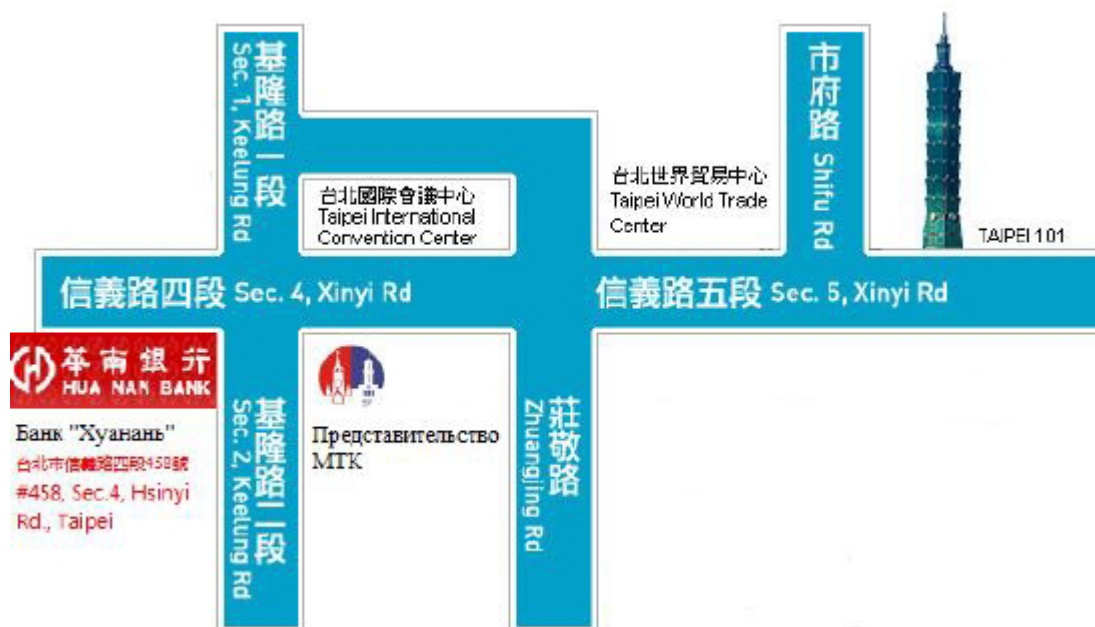 基隆路一段
Sec. 1, Keelung Rd
市府路 Shifu Rd
台北國際會議中心
Taipei International
Convention Center
台北世界貿易中心
Taipei World Trade
Center
TAIPEI 101
信義路四段 Sec. 4, Xinyi Rd
信義路五段 Sec. 5, Xinyi Rd
華南銀行
HUA NAN BANK
Банк "Хуанань"
台北市信義路四段458號
#458, Sec.4, Hsinyi
Rd., Taipei
基隆路二段
Sec. 2, Keelung Rd
Представительство
МТК
莊敬路
Zhuangjing Rd